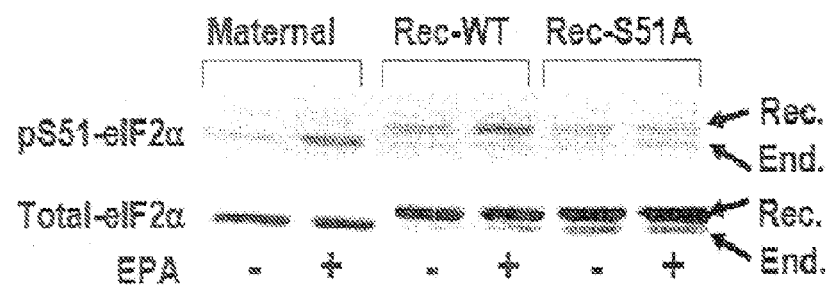 Maternal Rec-WT Rec-S51A
pS51-eIF2α Rec.
End.
Total-eIF2α Rec.
EPA - + - + - + End.